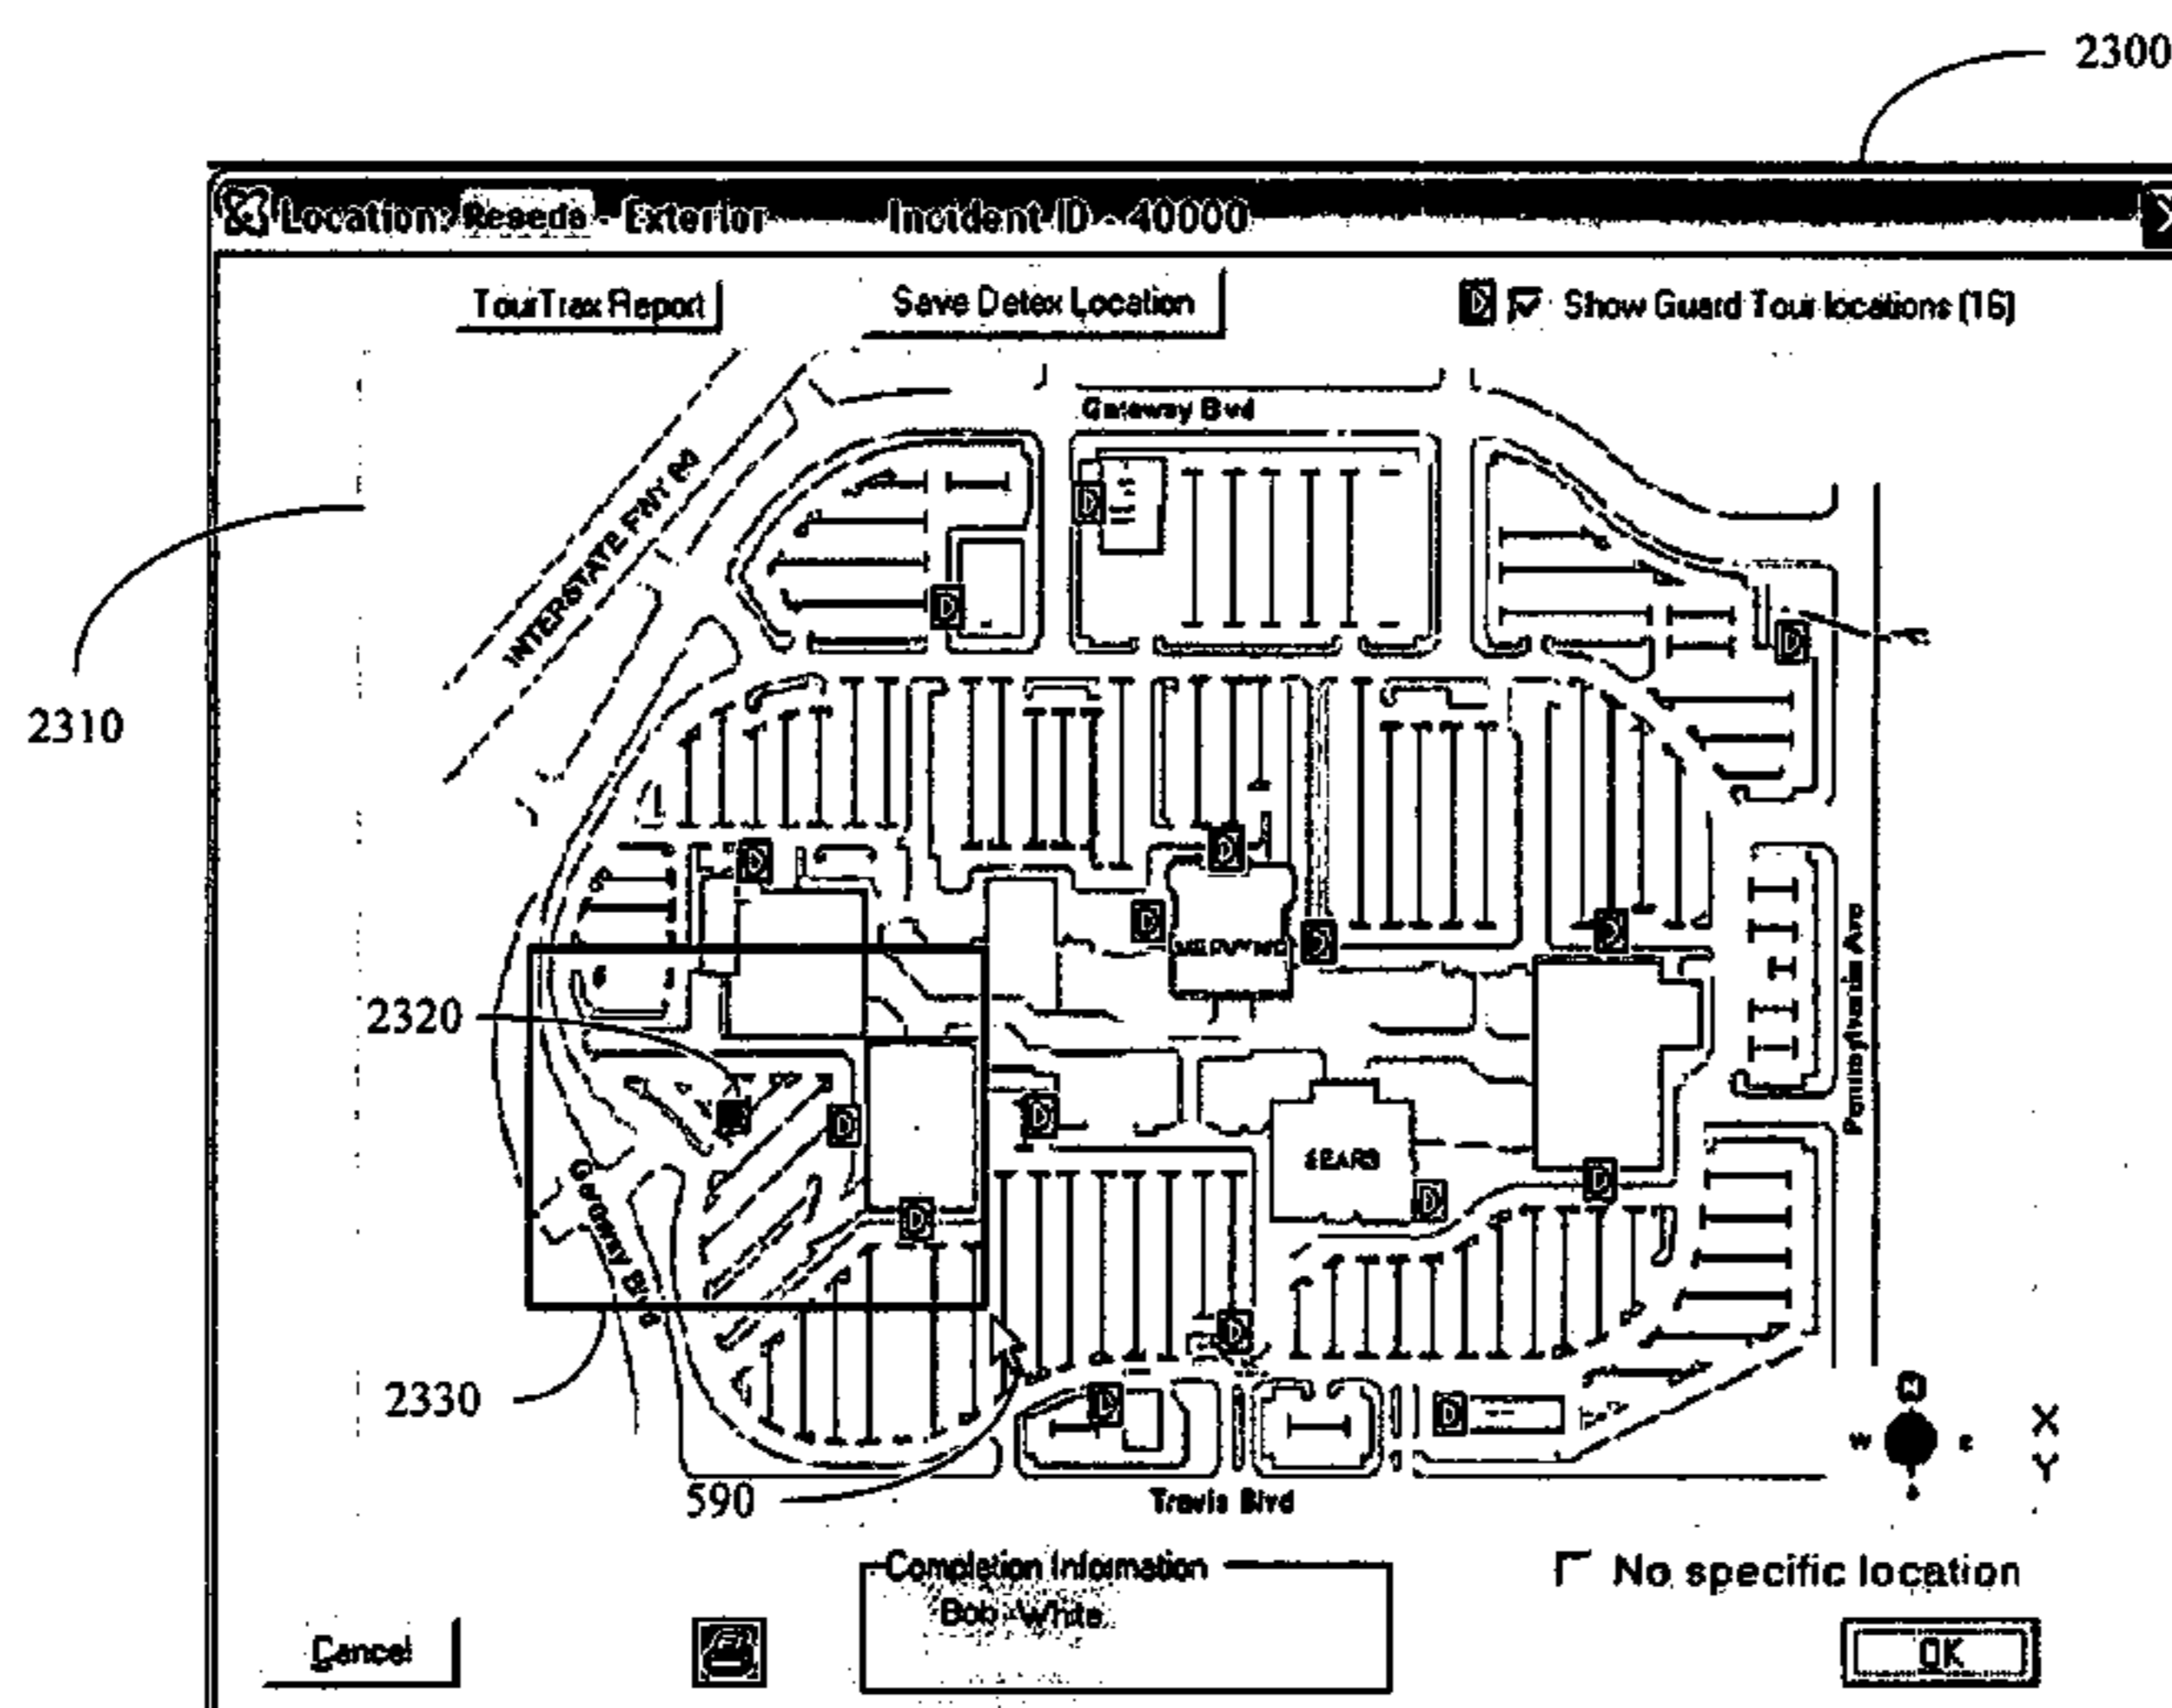 2300
Location: Reseda - Exterior Incident ID - 40000
TourTrax Report Save Detex Location D Show Guard Tour locations (16)
Gateway Blvd
INTERSTATE FWY 80
2310
2320
SEARS
Pennsylvania Ave
Gateway Blvd
2330
N
W E
S
X
Y
590
Travis Blvd
Completion Information
No specific location
Bob White
Cancel
OK